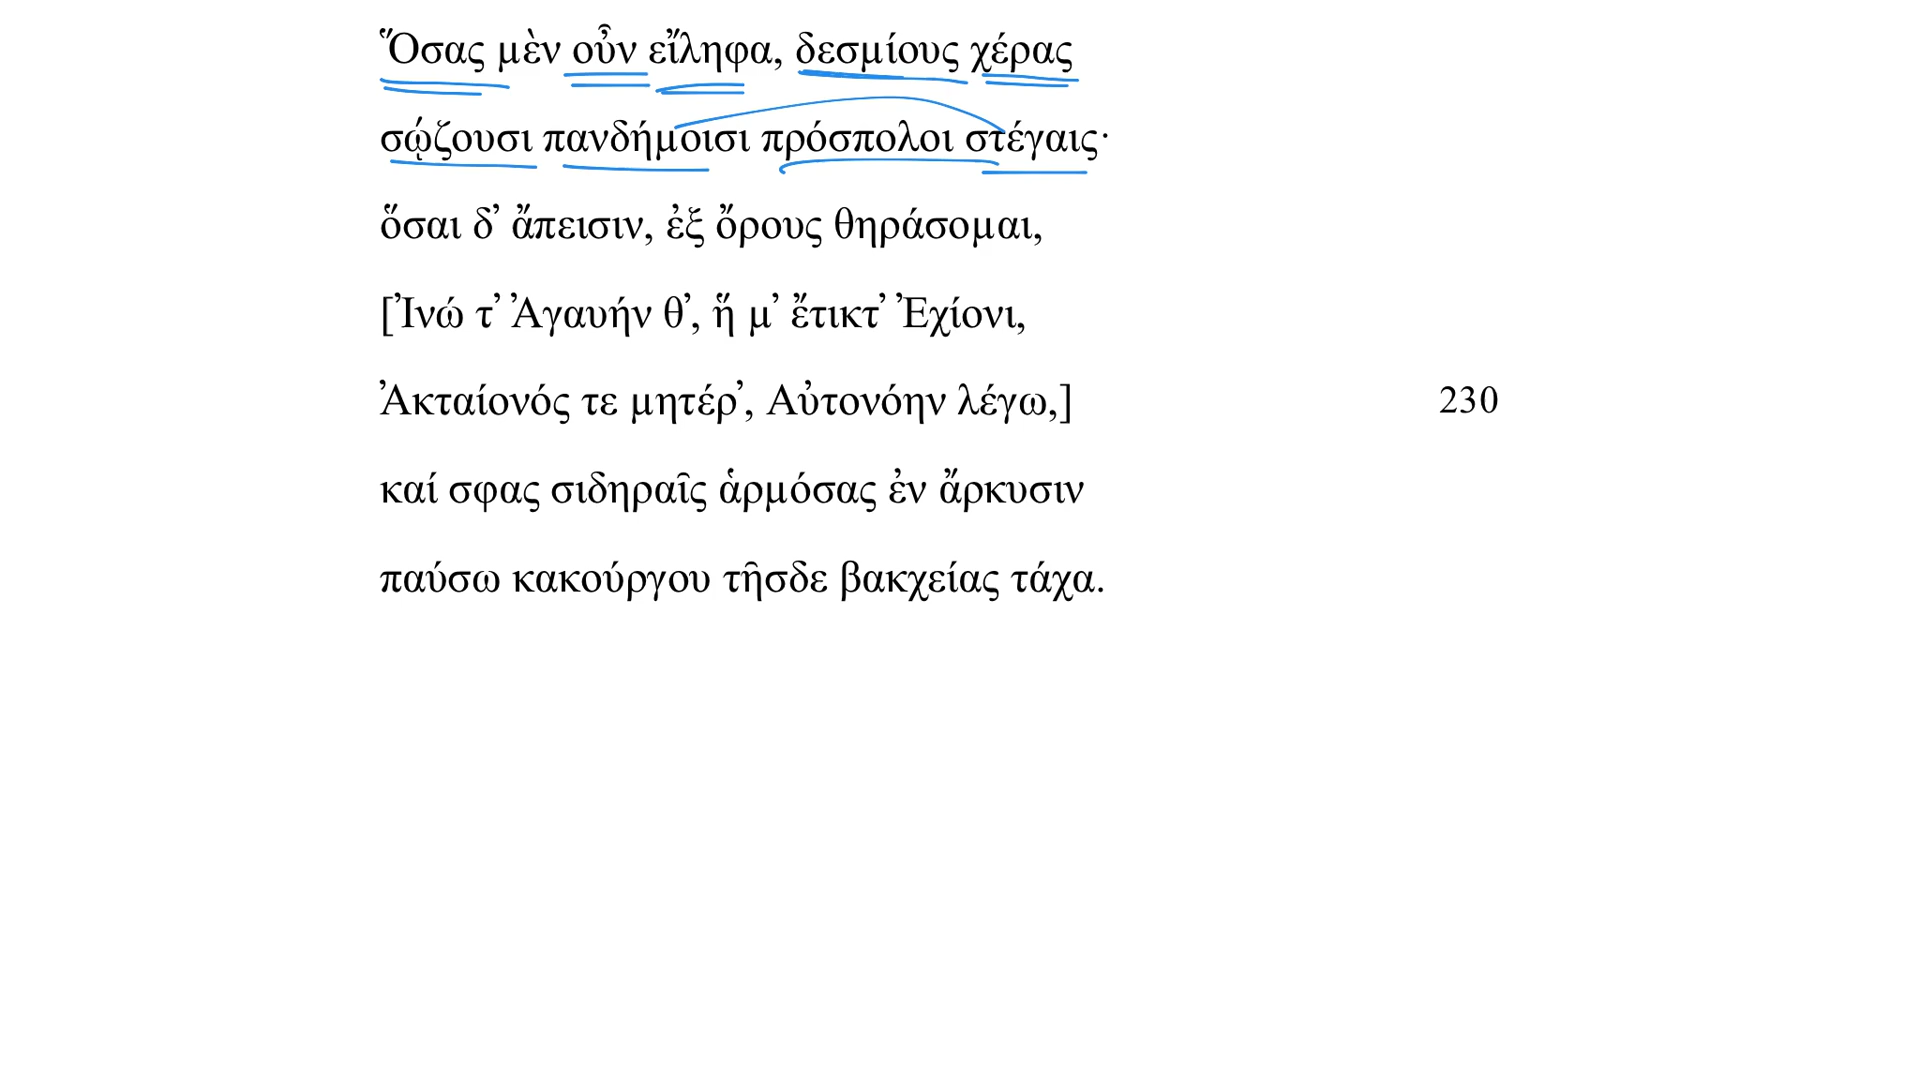 Ὅσας μὲν οὖν εἴληφα, δεσμίους χέρας
σῴζουσι πανδήμοισι πρόσπολοι στέγαις·
ὅσαι δ’ ἄπεισιν, ἐξ ὄρους θηράσομαι,
[Ἰνώ τ’ Ἀγαυήν θ’, ἥ μ’ ἔτικτ’ Ἐχίονι,
Ἀκταίονός τε μητέρ’, Αὐτονόην λέγω,] 230
καί σφας σιδηραῖς ἁρμόσας ἐν ἄρκυσιν
παύσω κακούργου τῆσδε βακχείας τάχα.